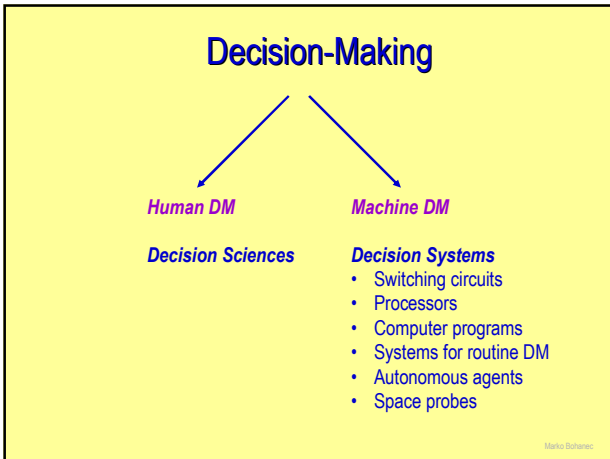 Decision-Making
Human DM
Machine DM
Decision Sciences
Decision Systems
• Switching circuits
• Processors
• Computer programs
• Systems for routine DM
• Autonomous agents
• Space probes
Marko Bohanec